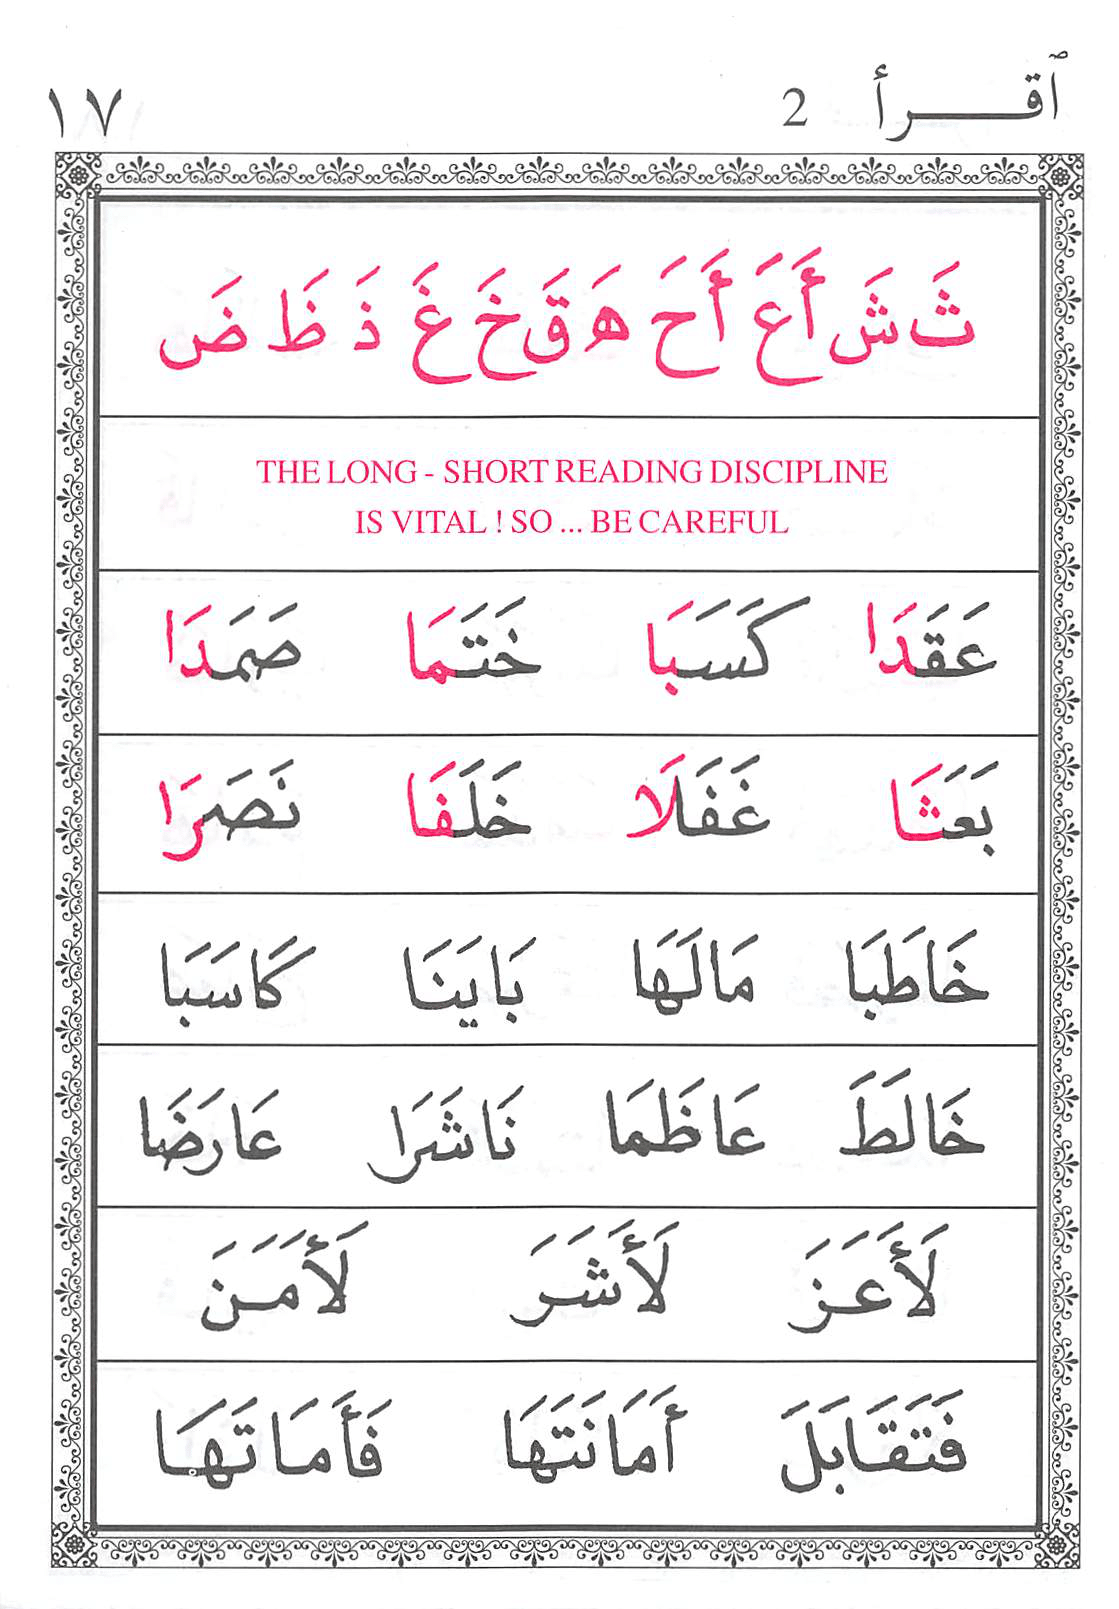 ٱقرأ 2 ١٧
ثَ شَ أَعَ أَحَ هَ قَ خَ غَ ذَ ظَ ضَ
THE LONG - SHORT READING DISCIPLINE
IS VITAL ! SO ... BE CAREFUL
عَقَدَا كَسَبَا خَتَمَا صَمَدَا
بَعَثَا غَفَلَا خَلَفَا نَصَرَا
خَاطَبَا مَالَهَا بَايَنَا كَاسَبَا
خَالَطَ عَاظَمَا نَاشَرَا عَارَضَا
لَأَعَزَ لَأَشَرَ لَأَمَنَ
فَتَقَابَلَ أَمَانَتَهَا فَأَمَاتَهَا